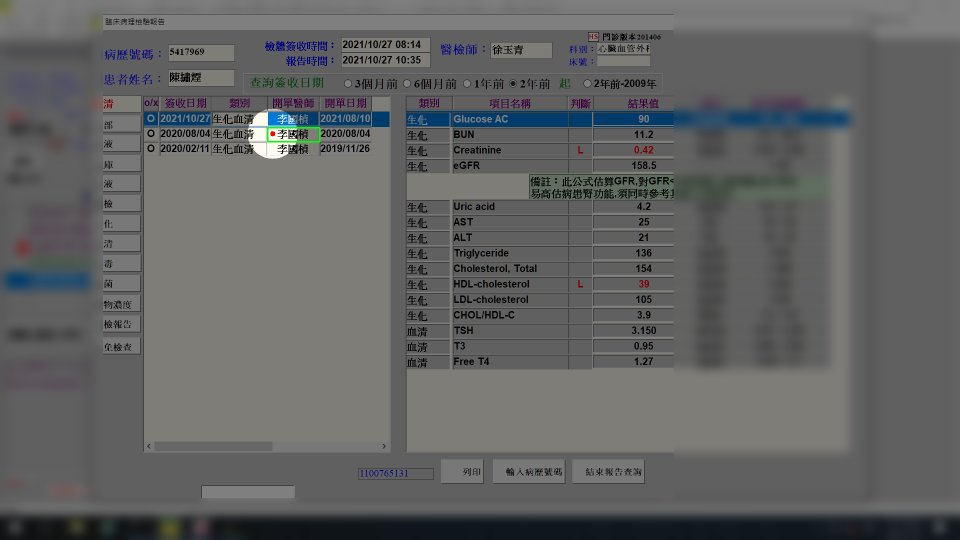 臨床病理檢驗報告
HS 門診版本201406
病歷號碼： 5417969 檢體簽收時間： 2021/10/27 08:14 醫檢師： 徐玉青 科別： 心臟血管外科
報告時間： 2021/10/27 10:35 床號：
患者姓名： 陳鏽煙 查詢簽收日期 3個月前 6個月前 1年前 2年前 起 2年前-2009年
清
部
液
庫
液
檢
化
清
毒
菌
物濃度
檢報告
免檢查
o/x 簽收日期 類別 開單醫師 開單日期
O 2021/10/27 生化血清 李國楨 2021/08/10
O 2020/08/04 生化血清 李國楨 2020/08/04
O 2020/02/11 生化血清 李國楨 2019/11/26
類別 項目名稱 判斷 結果值
生化 Glucose AC 90
生化 BUN 11.2
生化 Creatinine L 0.42
生化 eGFR 158.5
備註：此公式估算GFR,對GFR<
易高估病患腎功能,須同時參考
生化 Uric acid 4.2
生化 AST 25
生化 ALT 21
生化 Triglyceride 136
生化 Cholesterol, Total 154
生化 HDL-cholesterol L 39
生化 LDL-cholesterol 105
生化 CHOL/HDL-C 3.9
血清 TSH 3.150
血清 T3 0.95
血清 Free T4 1.27
1100765131 列印 輸入病歷號碼 結束報告查詢